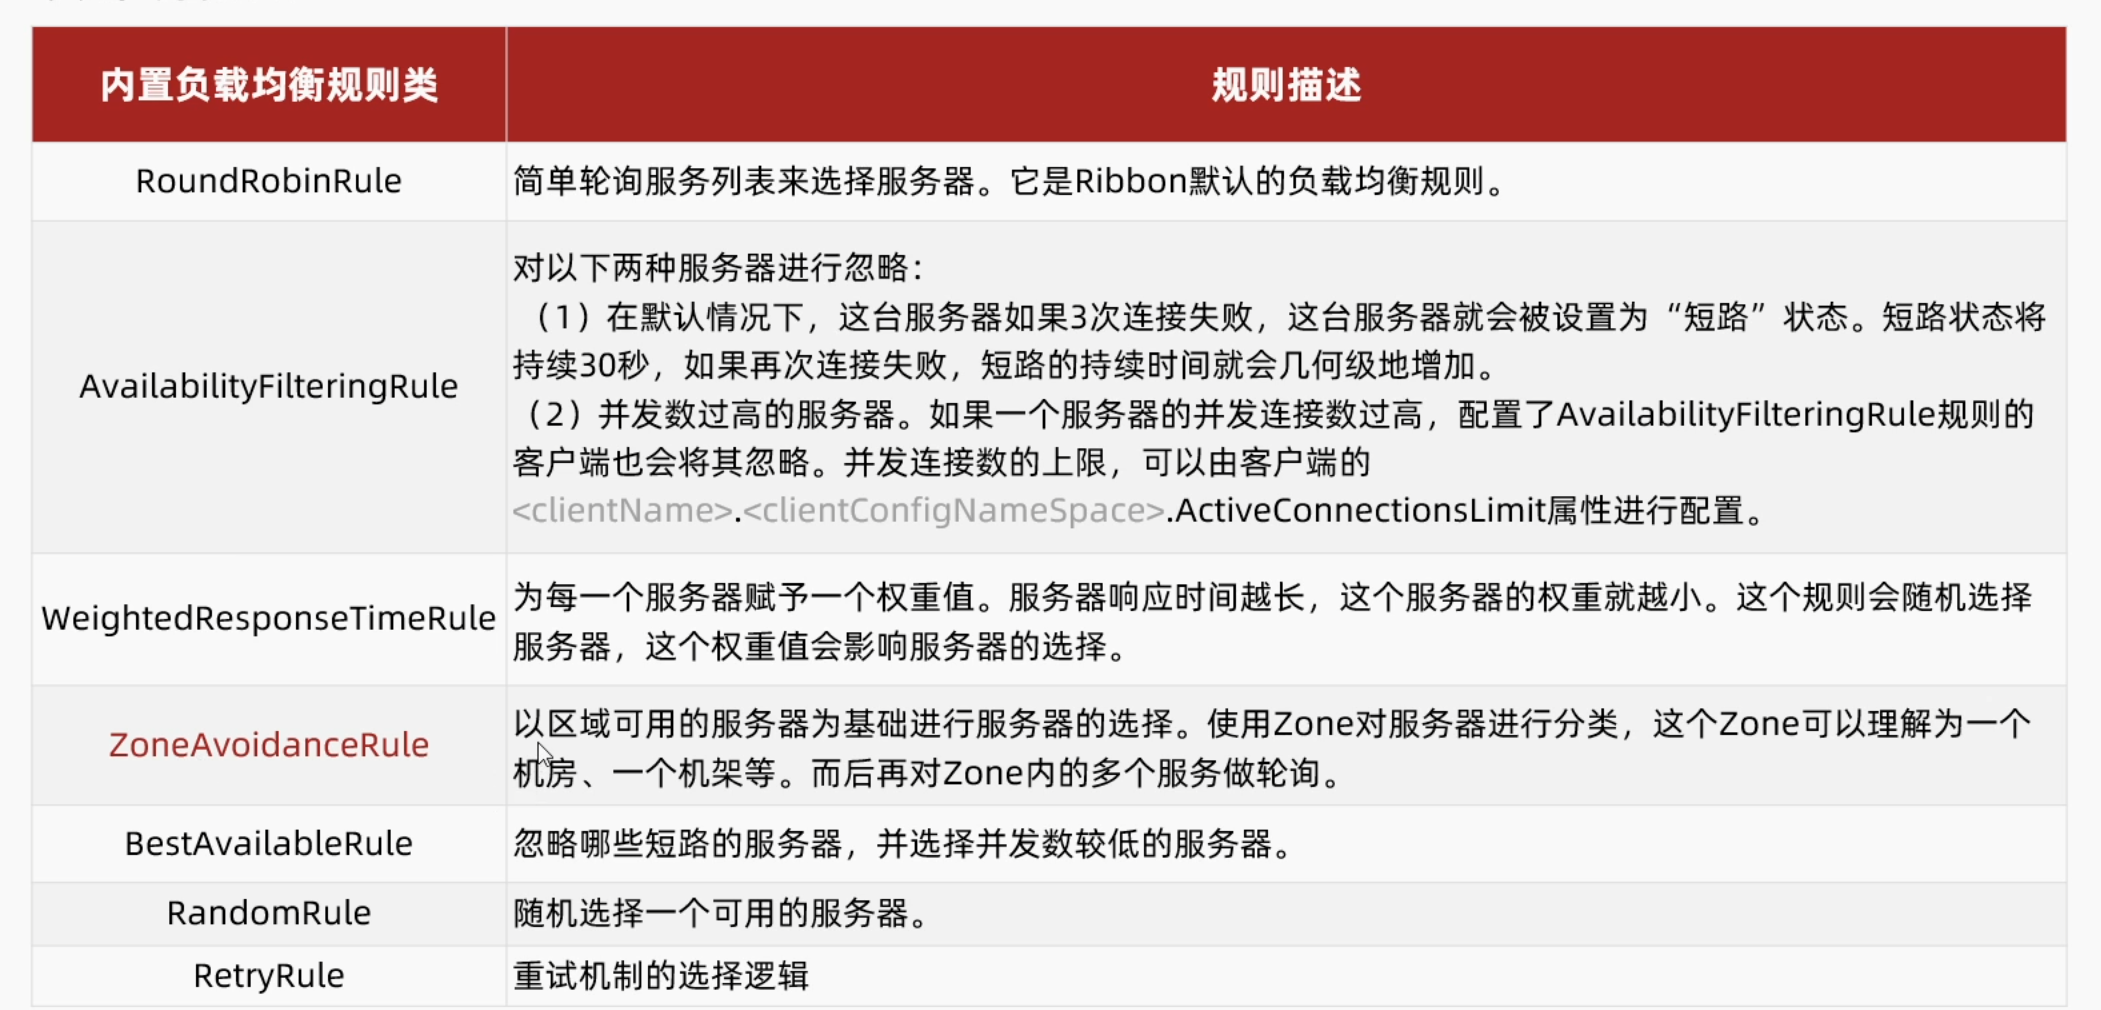 内置负载均衡规则类
规则描述
RoundRobinRule
简单轮询服务列表来选择服务器。它是Ribbon默认的负载均衡规则。
AvailabilityFilteringRule
对以下两种服务器进行忽略：
（1）在默认情况下，这台服务器如果3次连接失败，这台服务器就会被设置为“短路”状态。短路状态将
持续30秒，如果再次连接失败，短路的持续时间就会几何级地增加。
（2）并发数过高的服务器。如果一个服务器的并发连接数过高，配置了AvailabilityFilteringRule规则的
客户端也会将其忽略。并发连接数的上限，可以由客户端的
<clientName>.<clientConfigNameSpace>.ActiveConnectionsLimit属性进行配置。
WeightedResponseTimeRule
为每一个服务器赋予一个权重值。服务器响应时间越长，这个服务器的权重就越小。这个规则会随机选择
服务器，这个权重值会影响服务器的选择。
ZoneAvoidanceRule
以区域可用的服务器为基础进行服务器的选择。使用Zone对服务器进行分类，这个Zone可以理解为一个
机房、一个机架等。而后再对Zone内的多个服务做轮询。
BestAvailableRule
忽略哪些短路的服务器，并选择并发数较低的服务器。
RandomRule
随机选择一个可用的服务器。
RetryRule
重试机制的选择逻辑